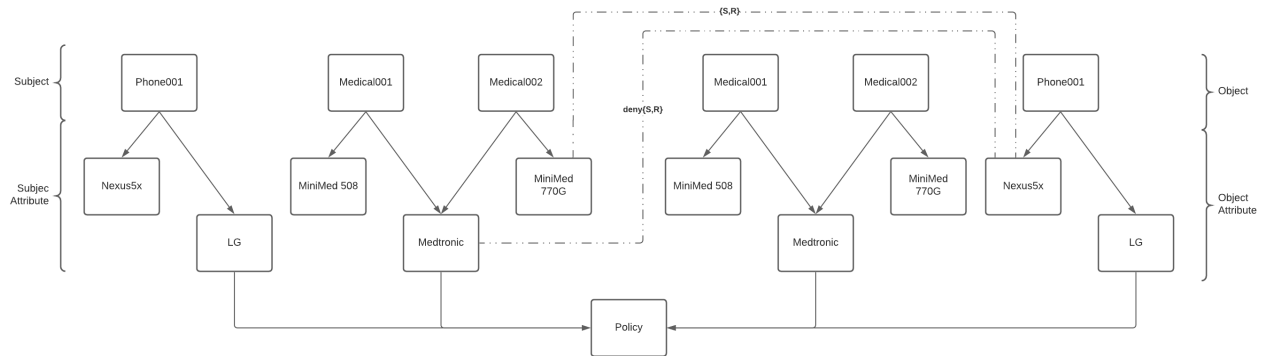 {S,R}
Subject
Phone001
Medical001
Medical002
Medical001
Medical002
Phone001
Object
deny{S,R}
Subjec
Attribute
Nexus5x
MiniMed 508
MiniMed
770G
MiniMed 508
MiniMed
770G
Nexus5x
Object
Attribute
LG
Medtronic
Medtronic
LG
Policy